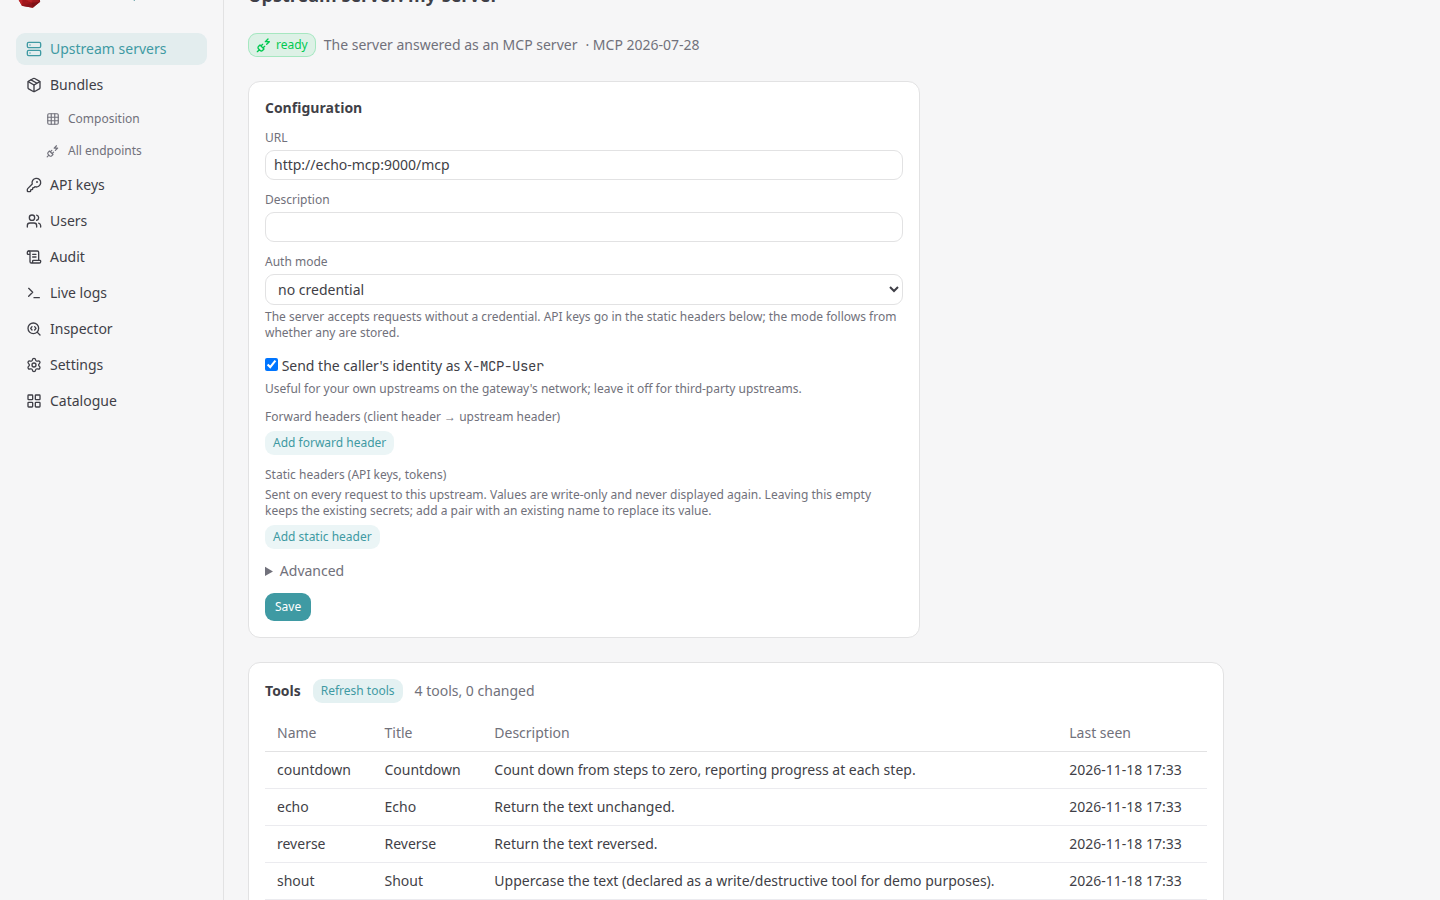 Upstream servers
Bundles
Composition
All endpoints
API keys
Users
Audit
Live logs
Inspector
Settings
Catalogue
ready The server answered as an MCP server · MCP 2026-07-28
Configuration
URL
http://echo-mcp:9000/mcp
Description
Auth mode
no credential
The server accepts requests without a credential. API keys go in the static headers below; the mode follows from
whether any are stored.
Send the caller's identity as X-MCP-User
Useful for your own upstreams on the gateway's network; leave it off for third-party upstreams.
Forward headers (client header → upstream header)
Add forward header
Static headers (API keys, tokens)
Sent on every request to this upstream. Values are write-only and never displayed again. Leaving this empty
keeps the existing secrets; add a pair with an existing name to replace its value.
Add static header
Advanced
Save
Tools Refresh tools 4 tools, 0 changed
Name Title Description Last seen
countdown Countdown Count down from steps to zero, reporting progress at each step. 2026-11-18 17:33
echo Echo Return the text unchanged. 2026-11-18 17:33
reverse Reverse Return the text reversed. 2026-11-18 17:33
shout Shout Uppercase the text (declared as a write/destructive tool for demo purposes). 2026-11-18 17:33